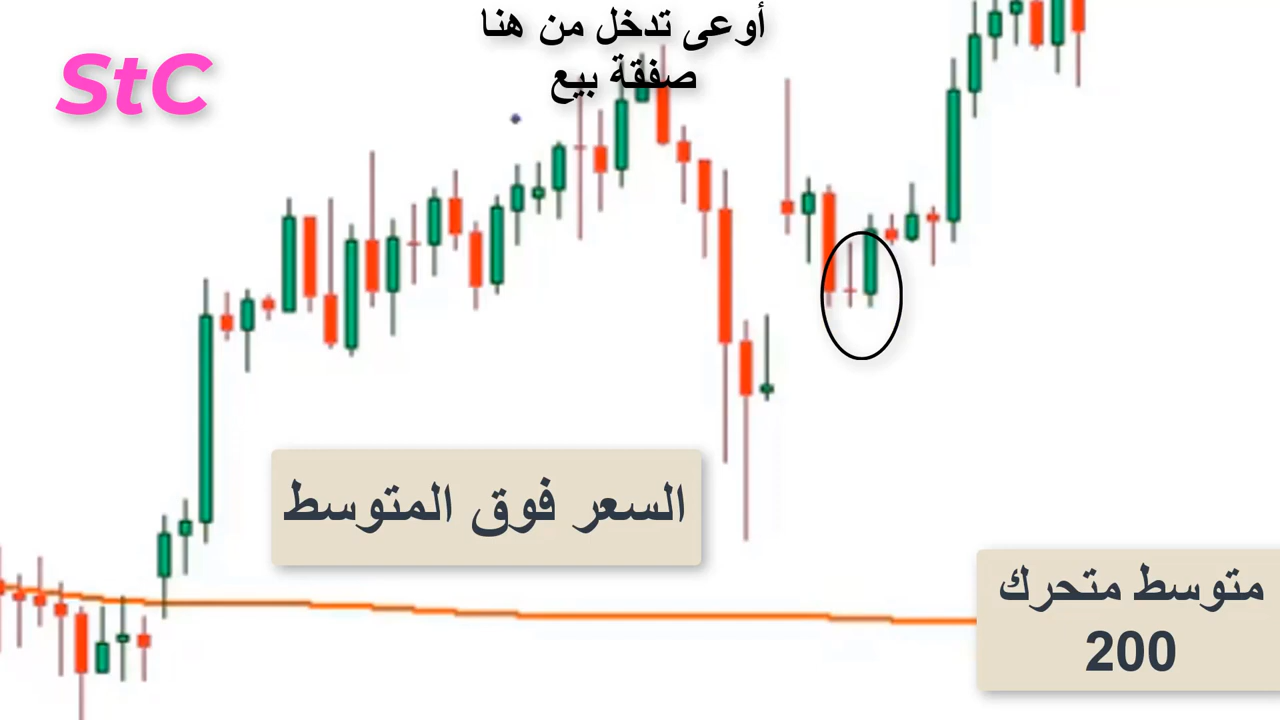 أوعى تدخل من هنا
صفقة بيع
StC
السعر فوق المتوسط
متوسط متحرك
200